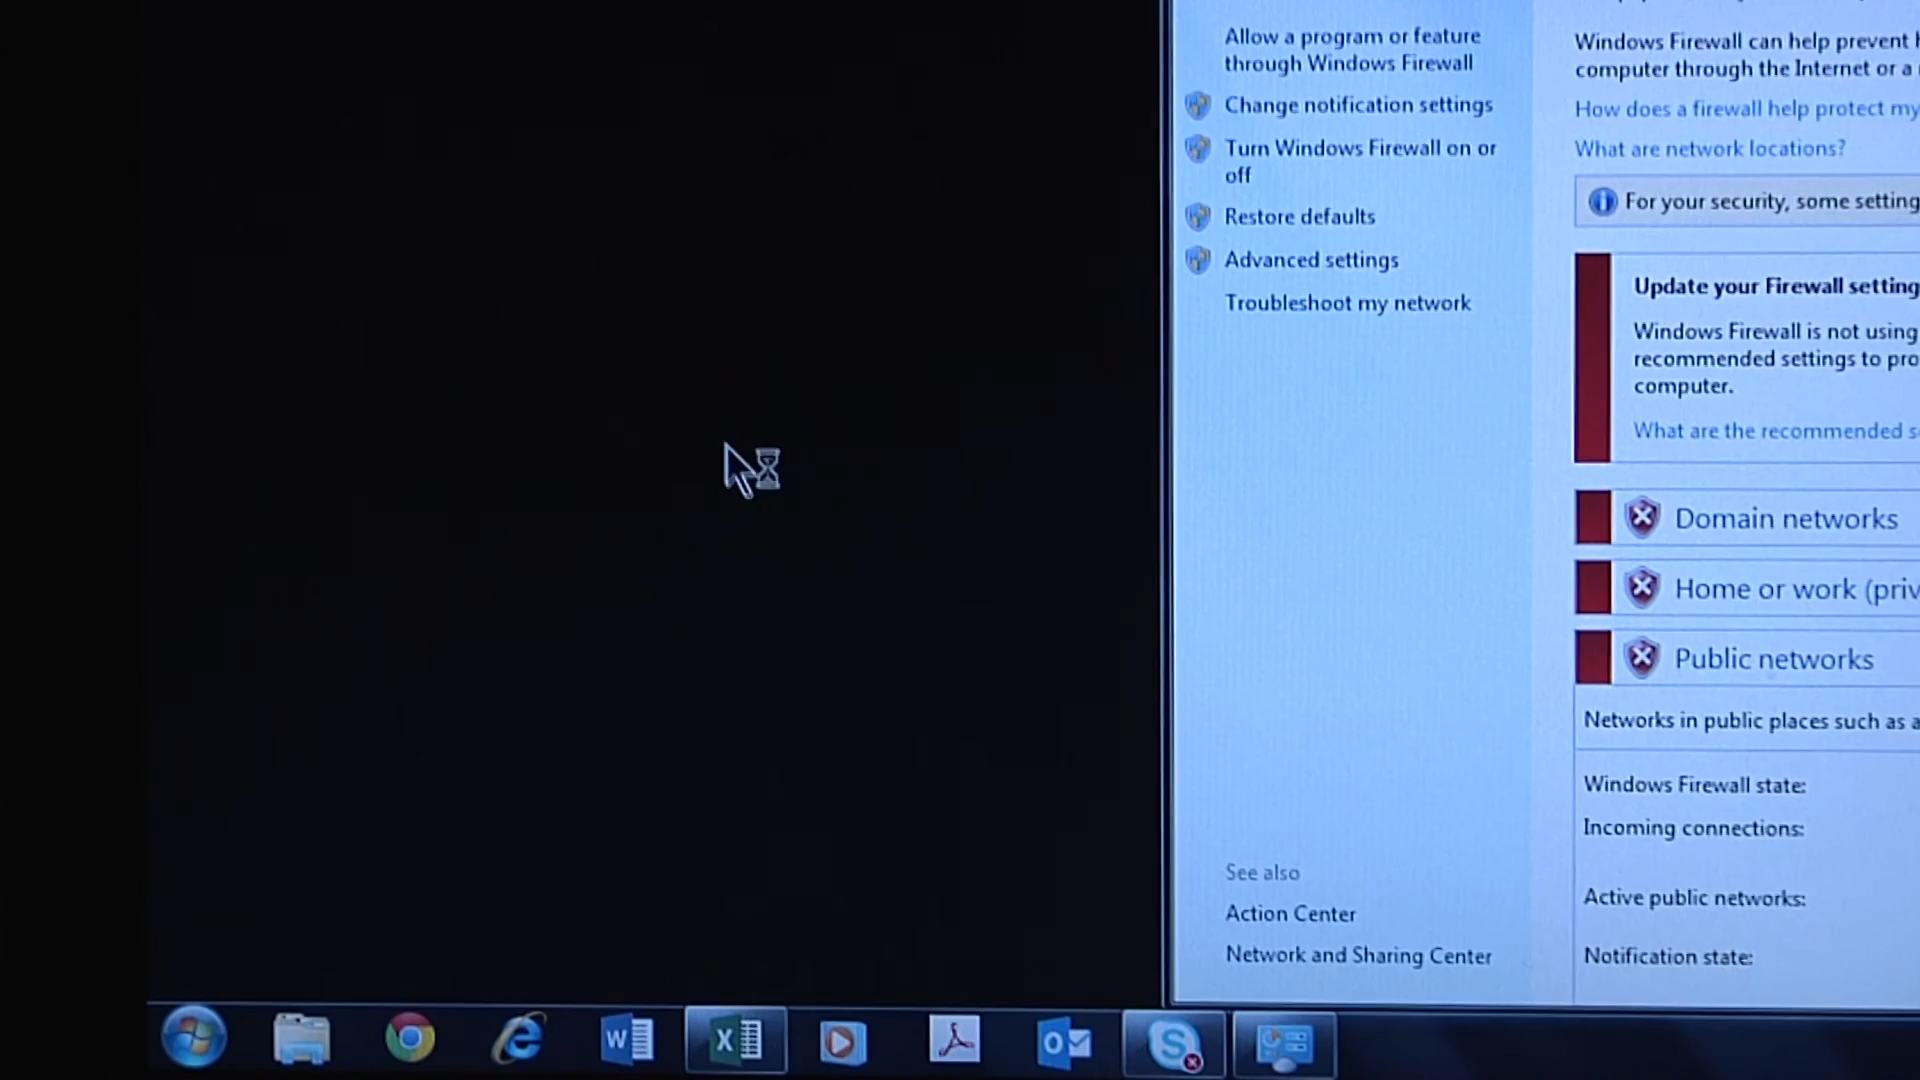 Allow a program or feature
through Windows Firewall
Change notification settings
Turn Windows Firewall on or
off
Restore defaults
Advanced settings
Troubleshoot my network
See also
Action Center
Network and Sharing Center
Windows Firewall can help prevent
computer through the Internet or a
How does a firewall help protect my
What are network locations?
For your security, some setting
Update your Firewall setting
Windows Firewall is not using
recommended settings to pro
computer.
What are the recommended s
Domain networks
Home or work (priv
Public networks
Networks in public places such as a
Windows Firewall state:
Incoming connections:
Active public networks:
Notification state: